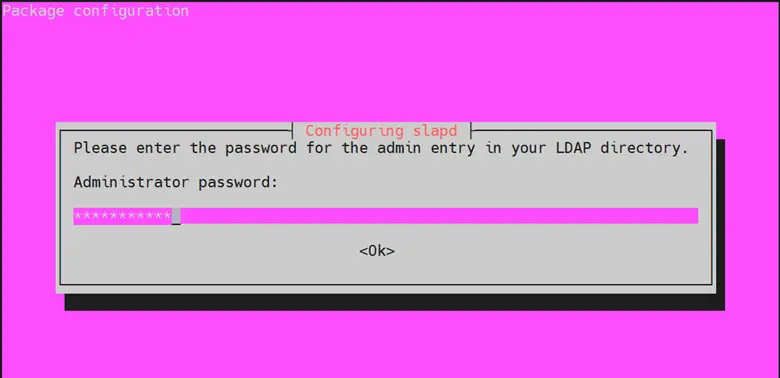 Package configuration
Configuring slapd
Please enter the password for the admin entry in your LDAP directory.
Administrator password:
***********_
<Ok>